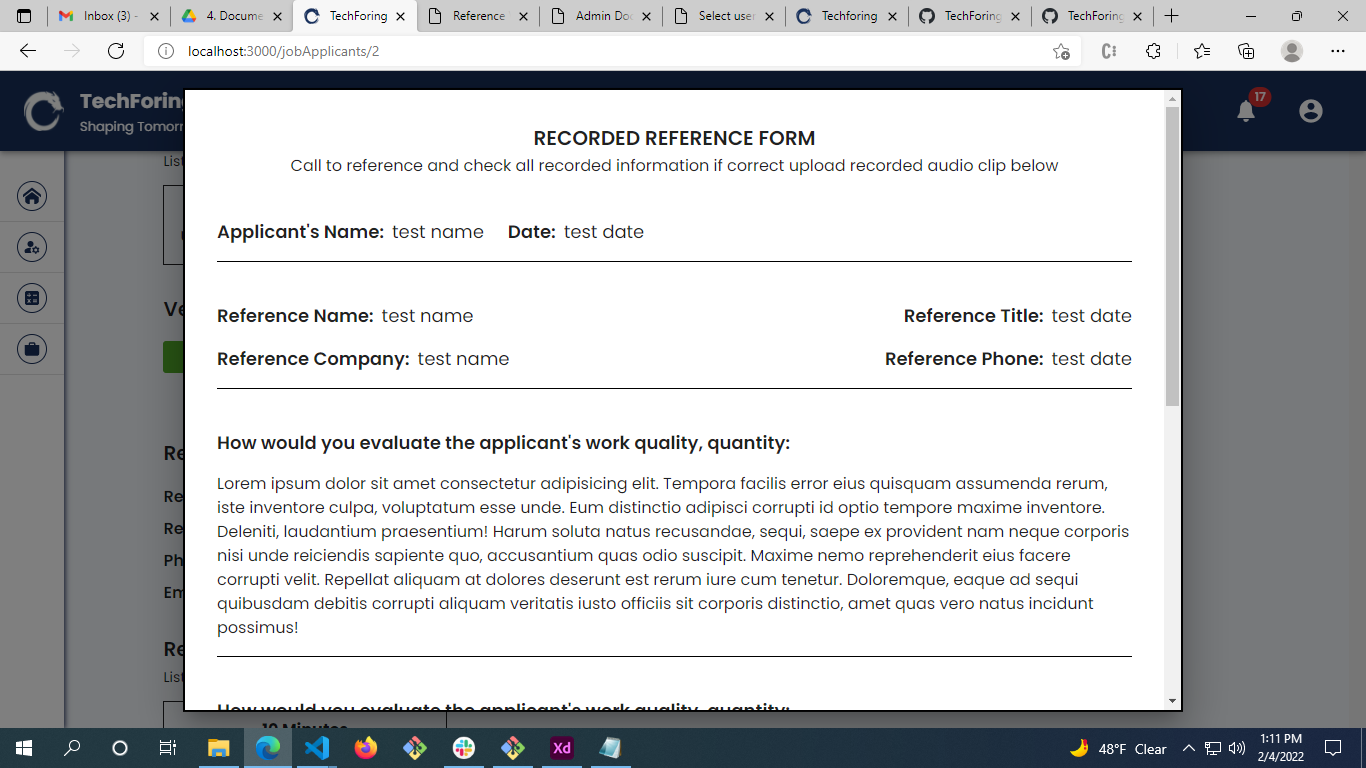 Inbox (3) -
4. Docume
TechForing
Reference
Admin Doc
Select user
Techforing
TechForing
TechForing
localhost:3000/jobApplicants/2
TechForing
Shaping Tomorr
17
List
Ve
Re
Re
Re
Ph
Em
Re
List
10 Minutes
RECORDED REFERENCE FORM
Call to reference and check all recorded information if correct upload recorded audio clip below
Applicant's Name: test name Date: test date
Reference Name: test name Reference Title: test date
Reference Company: test name Reference Phone: test date
How would you evaluate the applicant's work quality, quantity:
Lorem ipsum dolor sit amet consectetur adipisicing elit. Tempora facilis error eius quisquam assumenda rerum,
iste inventore culpa, voluptatum esse unde. Eum distinctio adipisci corrupti id optio tempore maxime inventore.
Deleniti, laudantium praesentium! Harum soluta natus recusandae, sequi, saepe ex provident nam neque corporis
nisi unde reiciendis sapiente quo, accusantium quas odio suscipit. Maxime nemo reprehenderit eius facere
corrupti velit. Repellat aliquam at dolores deserunt est rerum iure cum tenetur. Doloremque, eaque ad sequi
quibusdam debitis corrupti aliquam veritatis iusto officiis sit corporis distinctio, amet quas vero natus incidunt
possimus!
How would you evaluate the applicant's work quality, quantity:
Xd
48°F Clear
1:11 PM
2/4/2022